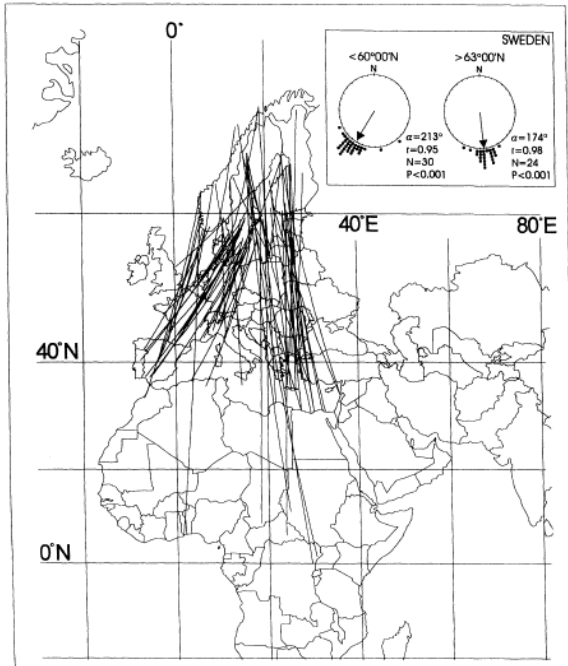 0°
SWEDEN
<60°00'N
>63°00'N
N
N
α=213°
r=0.95
N=30
P<0.001
α=174°
r=0.98
N=24
P<0.001
40°E
80°E
40°N
0°N